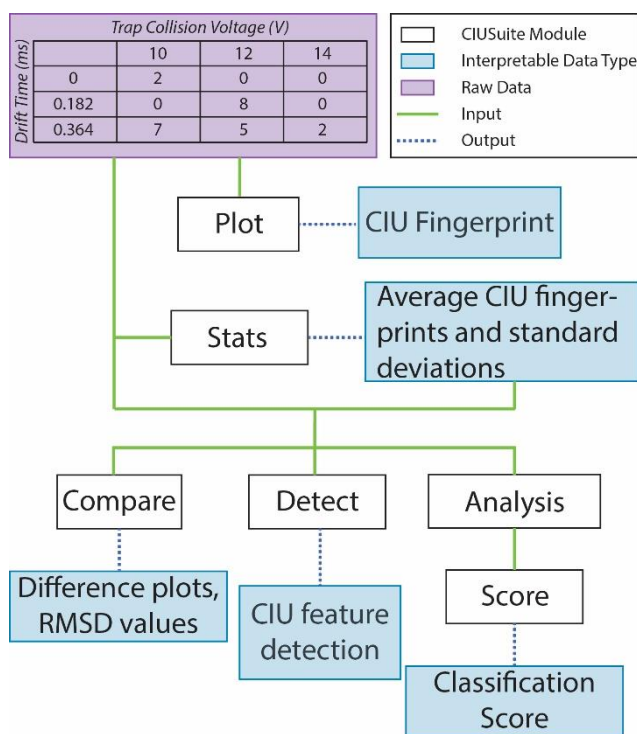 Trap Collision Voltage (V)
Drift Time (ms)
10 12 14
0 2 0 0
0.182 0 8 0
0.364 7 5 2
CIUSuite Module
Interpretable Data Type
Raw Data
Input
Output
Plot
CIU Fingerprint
Stats
Average CIU finger-
prints and standard
deviations
Compare
Detect
Analysis
Difference plots,
RMSD values
CIU feature
detection
Score
Classification
Score